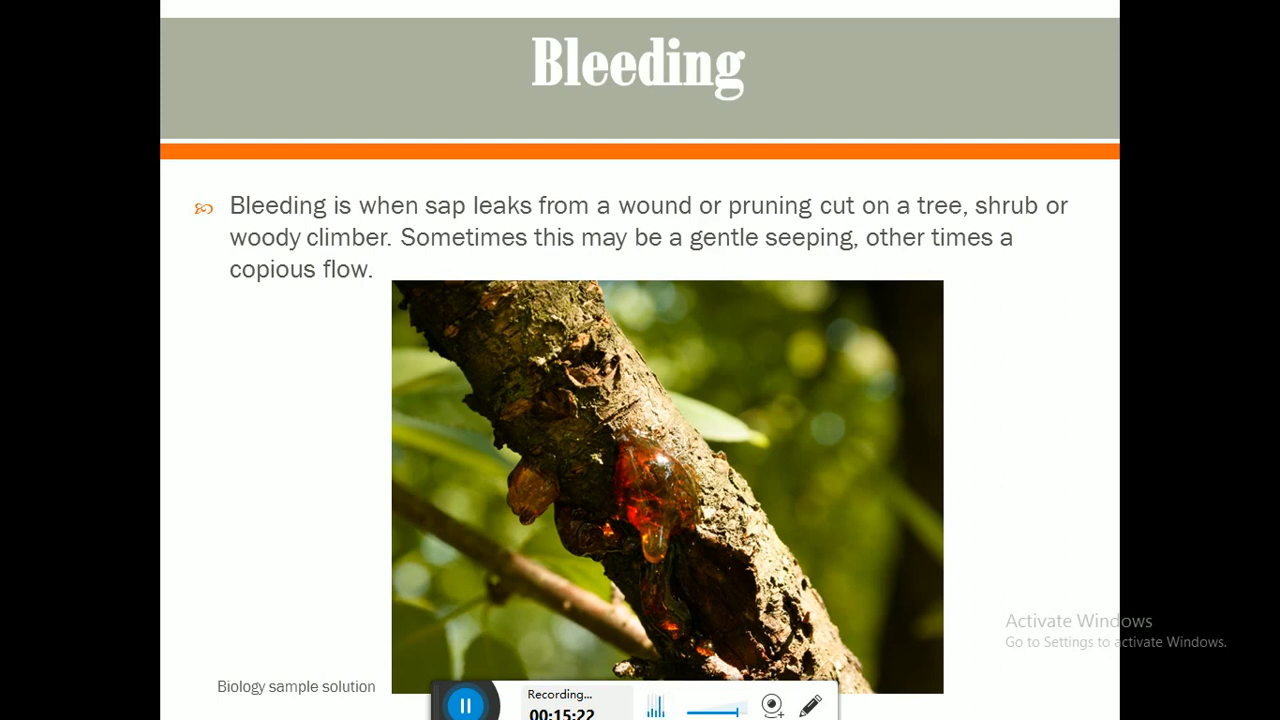 Bleeding
Bleeding is when sap leaks from a wound or pruning cut on a tree, shrub or
woody climber. Sometimes this may be a gentle seeping, other times a
copious flow.
Activate Windows
Go to Settings to activate Windows.
Biology sample solution
Recording...
00:15:22